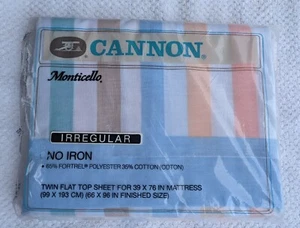 CANNON®
Monticello
IRREGULAR
NO IRON
• 65% FORTREL® POLYESTER 35% COTTON (COTON)
TWIN FLAT TOP SHEET FOR 39 X 76 IN MATTRESS
(99 X 193 CM) (66 X 96 IN FINISHED SIZE)